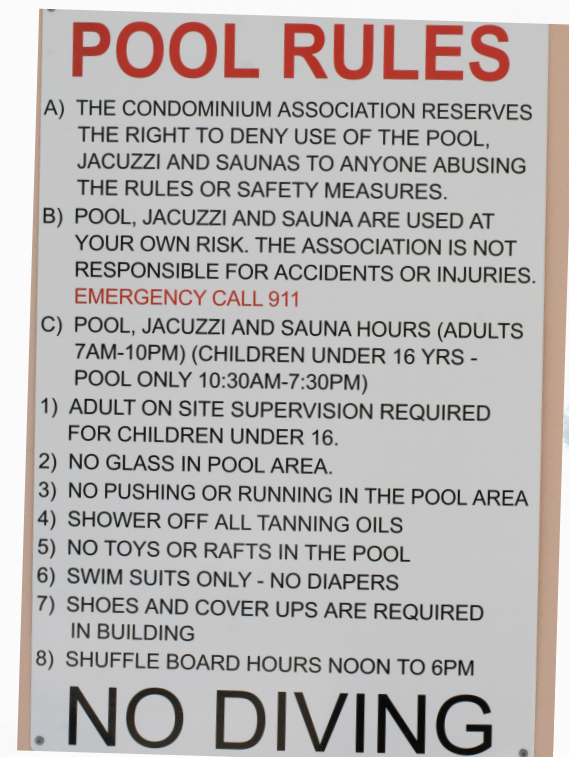 POOL RULES
A) THE CONDOMINIUM ASSOCIATION RESERVES
THE RIGHT TO DENY USE OF THE POOL,
JACUZZI AND SAUNAS TO ANYONE ABUSING
THE RULES OR SAFETY MEASURES.
B) POOL, JACUZZI AND SAUNA ARE USED AT
YOUR OWN RISK. THE ASSOCIATION IS NOT
RESPONSIBLE FOR ACCIDENTS OR INJURIES.
EMERGENCY CALL 911
C) POOL, JACUZZI AND SAUNA HOURS (ADULTS
7AM-10PM) (CHILDREN UNDER 16 YRS -
POOL ONLY 10:30AM-7:30PM)
1) ADULT ON SITE SUPERVISION REQUIRED
FOR CHILDREN UNDER 16.
2) NO GLASS IN POOL AREA.
3) NO PUSHING OR RUNNING IN THE POOL AREA
4) SHOWER OFF ALL TANNING OILS
5) NO TOYS OR RAFTS IN THE POOL
6) SWIM SUITS ONLY - NO DIAPERS
7) SHOES AND COVER UPS ARE REQUIRED
IN BUILDING
8) SHUFFLE BOARD HOURS NOON TO 6PM
NO DIVING